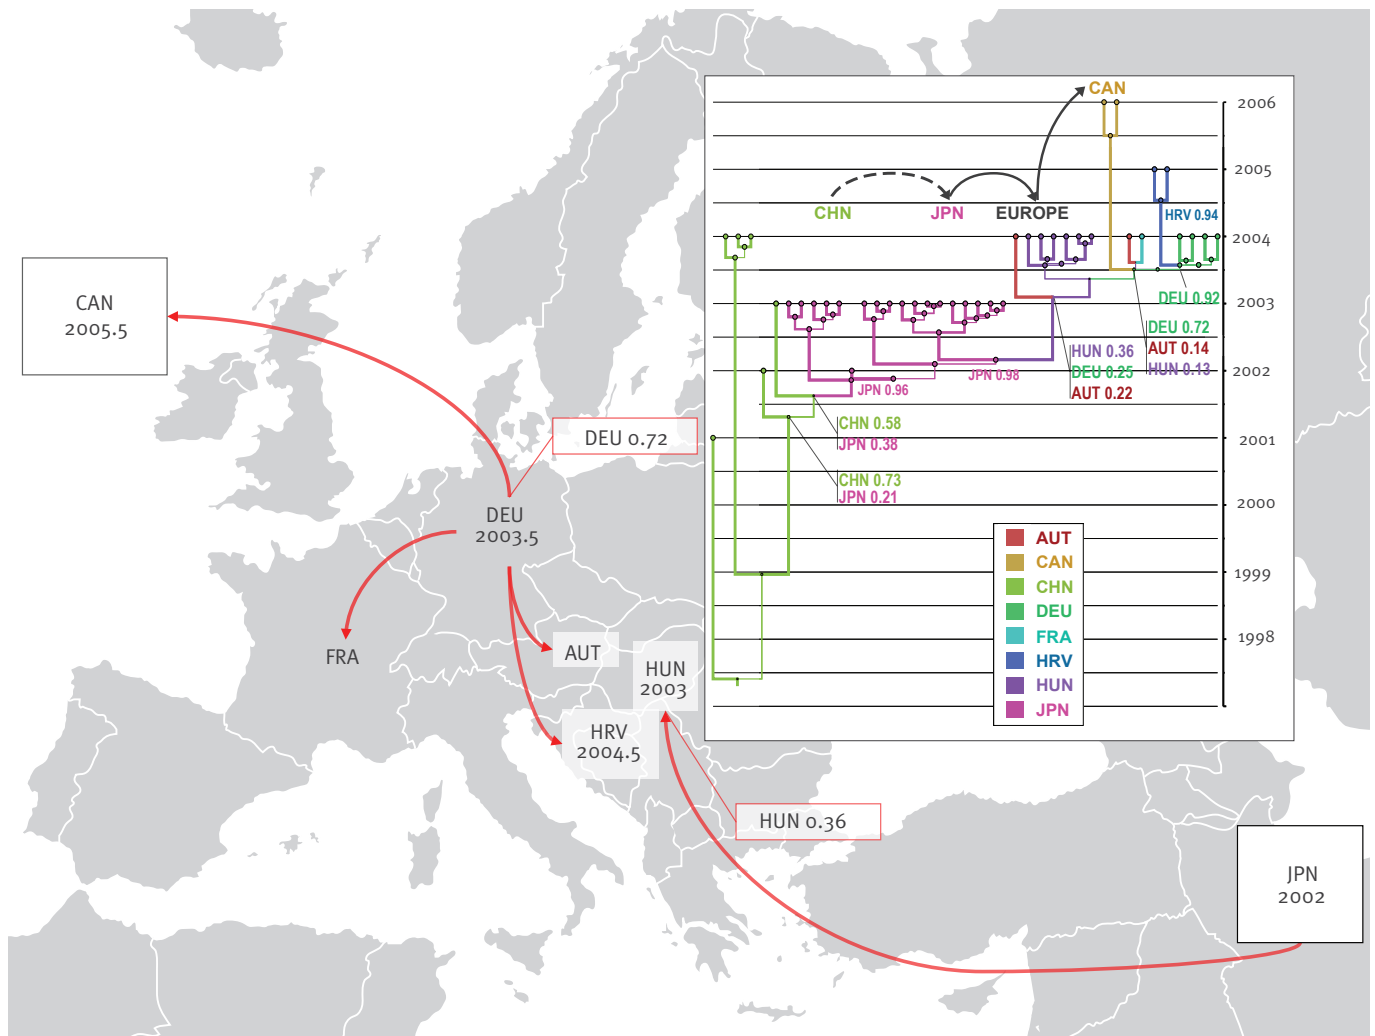 CAN
2005.5
DEU 0.72
DEU
2003.5
FRA
AUT
HUN
2003
HRV
2004.5
HUN 0.36
JPN
2002
CAN
2006
2005
CHN
JPN
EUROPE
HRV 0.94
2004
DEU 0.92
2003
DEU 0.72
AUT 0.14
HUN 0.13
HUN 0.36
DEU 0.25
AUT 0.22
2002
JPN 0.98
JPN 0.96
CHN 0.58
JPN 0.38
2001
CHN 0.73
JPN 0.21
2000
1999
1998
AUT
CAN
CHN
DEU
FRA
HRV
HUN
JPN